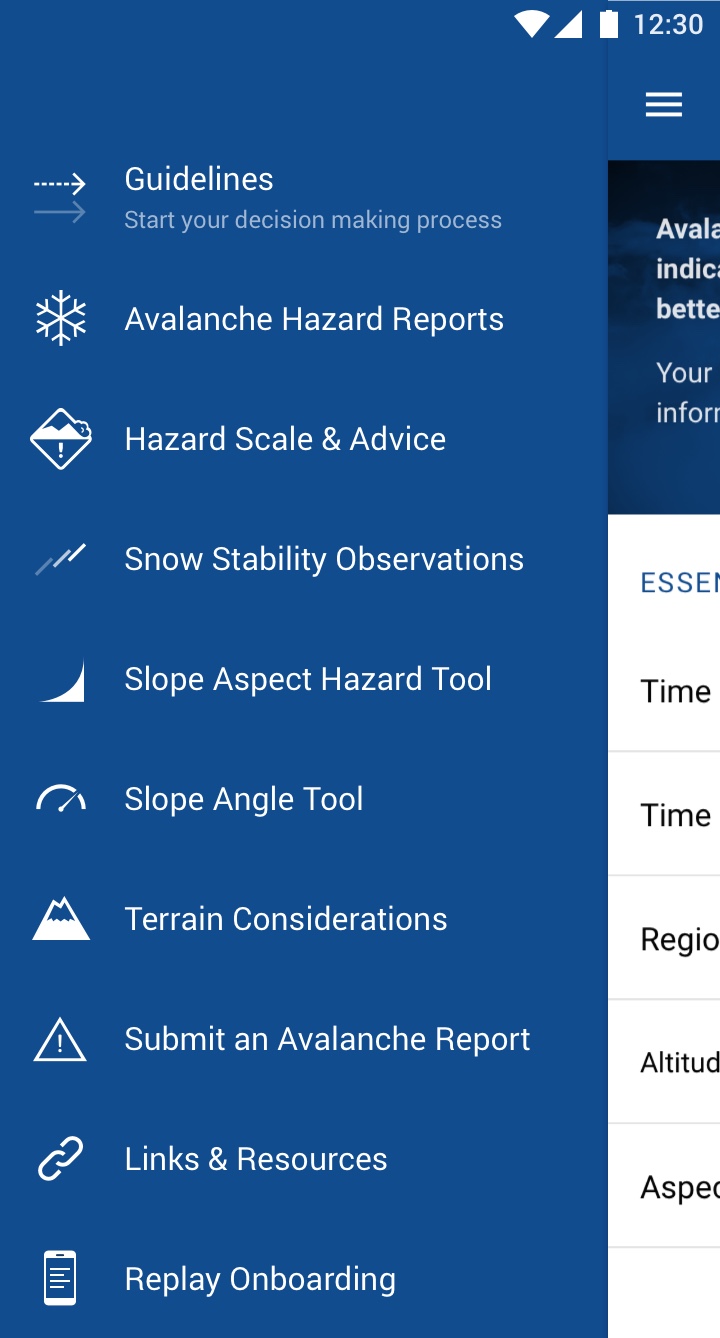 12:30
Guidelines
Start your decision making process
Avalanche Hazard Reports
Hazard Scale & Advice
Snow Stability Observations
Slope Aspect Hazard Tool
Slope Angle Tool
Terrain Considerations
Submit an Avalanche Report
Links & Resources
Replay Onboarding
Avala
indica
bette
Your
inforr
ESSEN
Time
Time
Regio
Altitud
Aspec